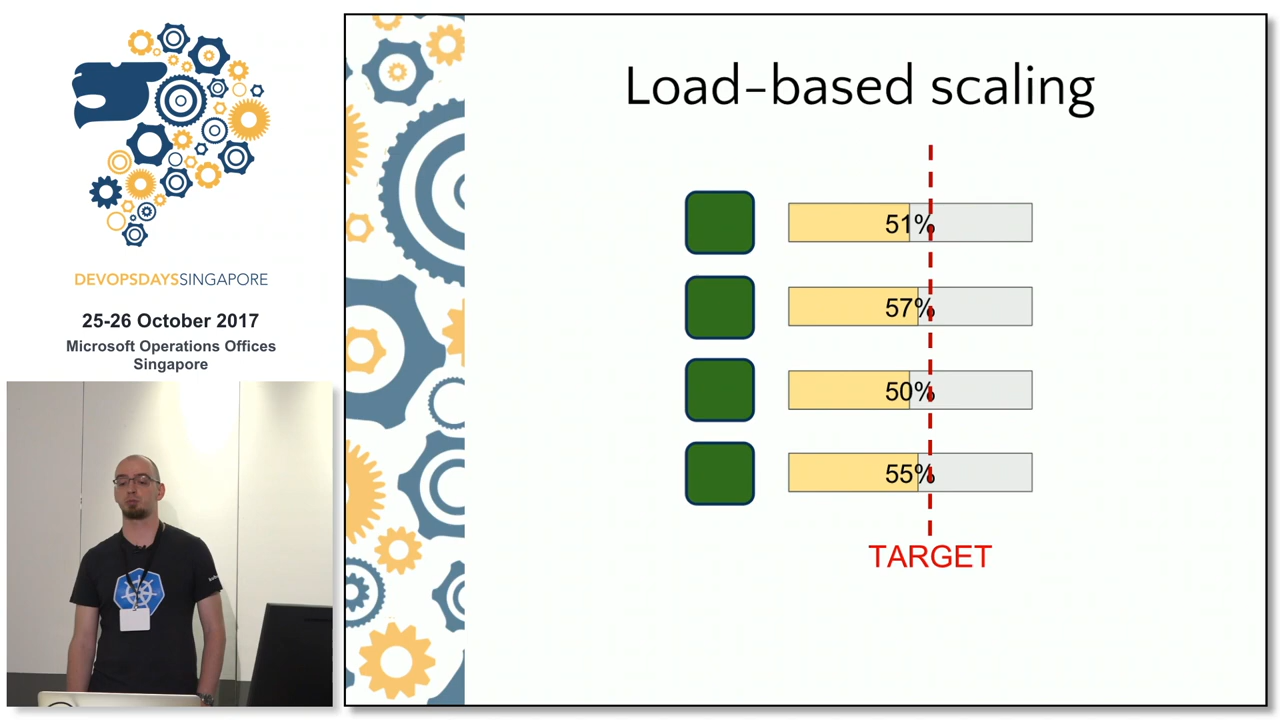 DEVOPSDAYSSINGAPORE
25-26 October 2017
Microsoft Operations Offices
Singapore
Load-based scaling
51%
57%
50%
55%
TARGET